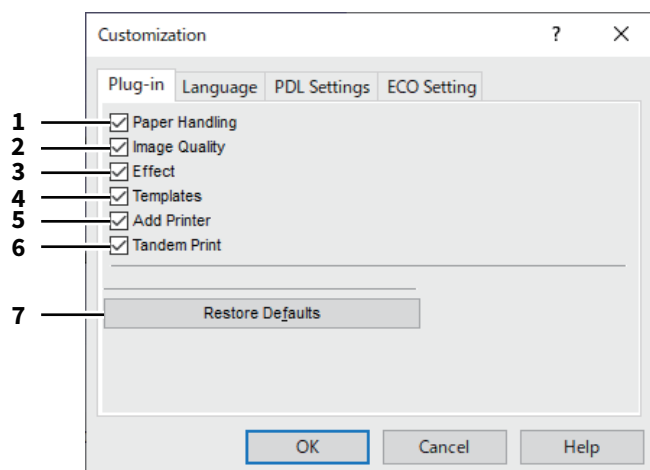 Customization ?
Plug-in Language PDL Settings ECO Setting
1 Paper Handling
2 Image Quality
3 Effect
4 Templates
5 Add Printer
6 Tandem Print
7 Restore Defaults
OK Cancel Help